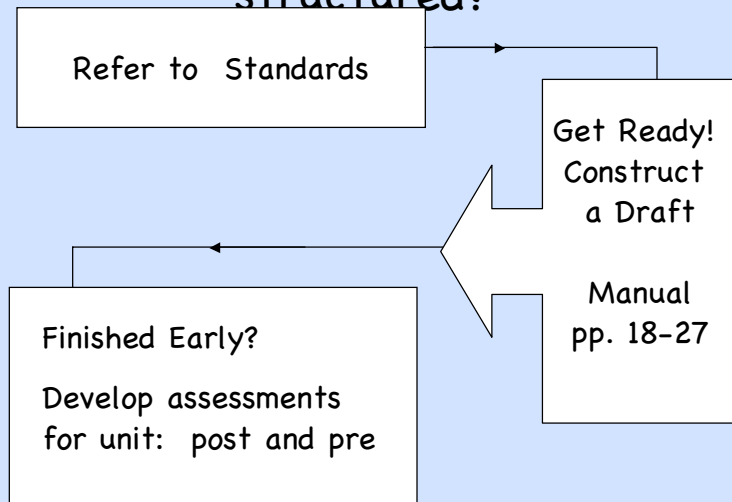 structured?
Refer to Standards
Get Ready!
Construct
a Draft
Manual
pp. 18-27
Finished Early?
Develop assessments
for unit: post and pre